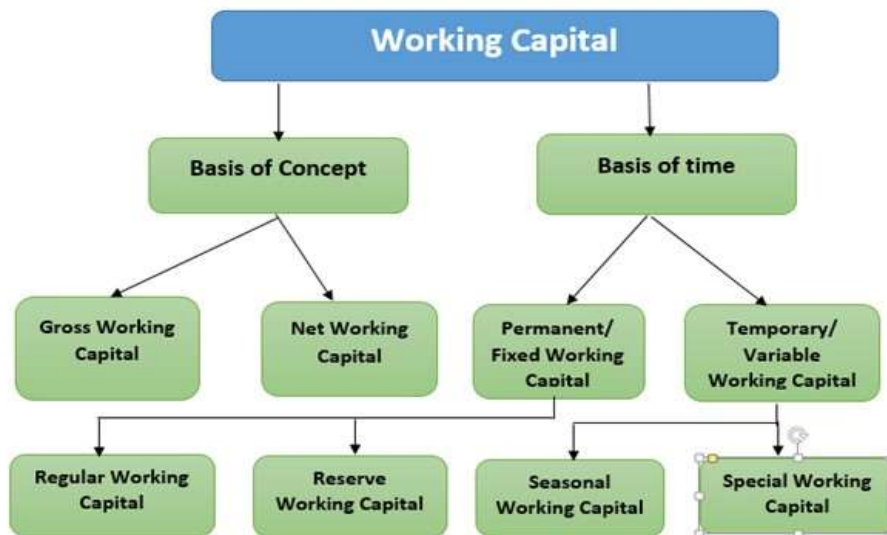 Working Capital
Basis of Concept
Basis of time
Gross Working
Capital
Net Working
Capital
Permanent/
Fixed Working
Capital
Temporary/
Variable
Working Capital
Regular Working
Capital
Reserve
Working Capital
Seasonal
Working Capital
Special Working
Capital